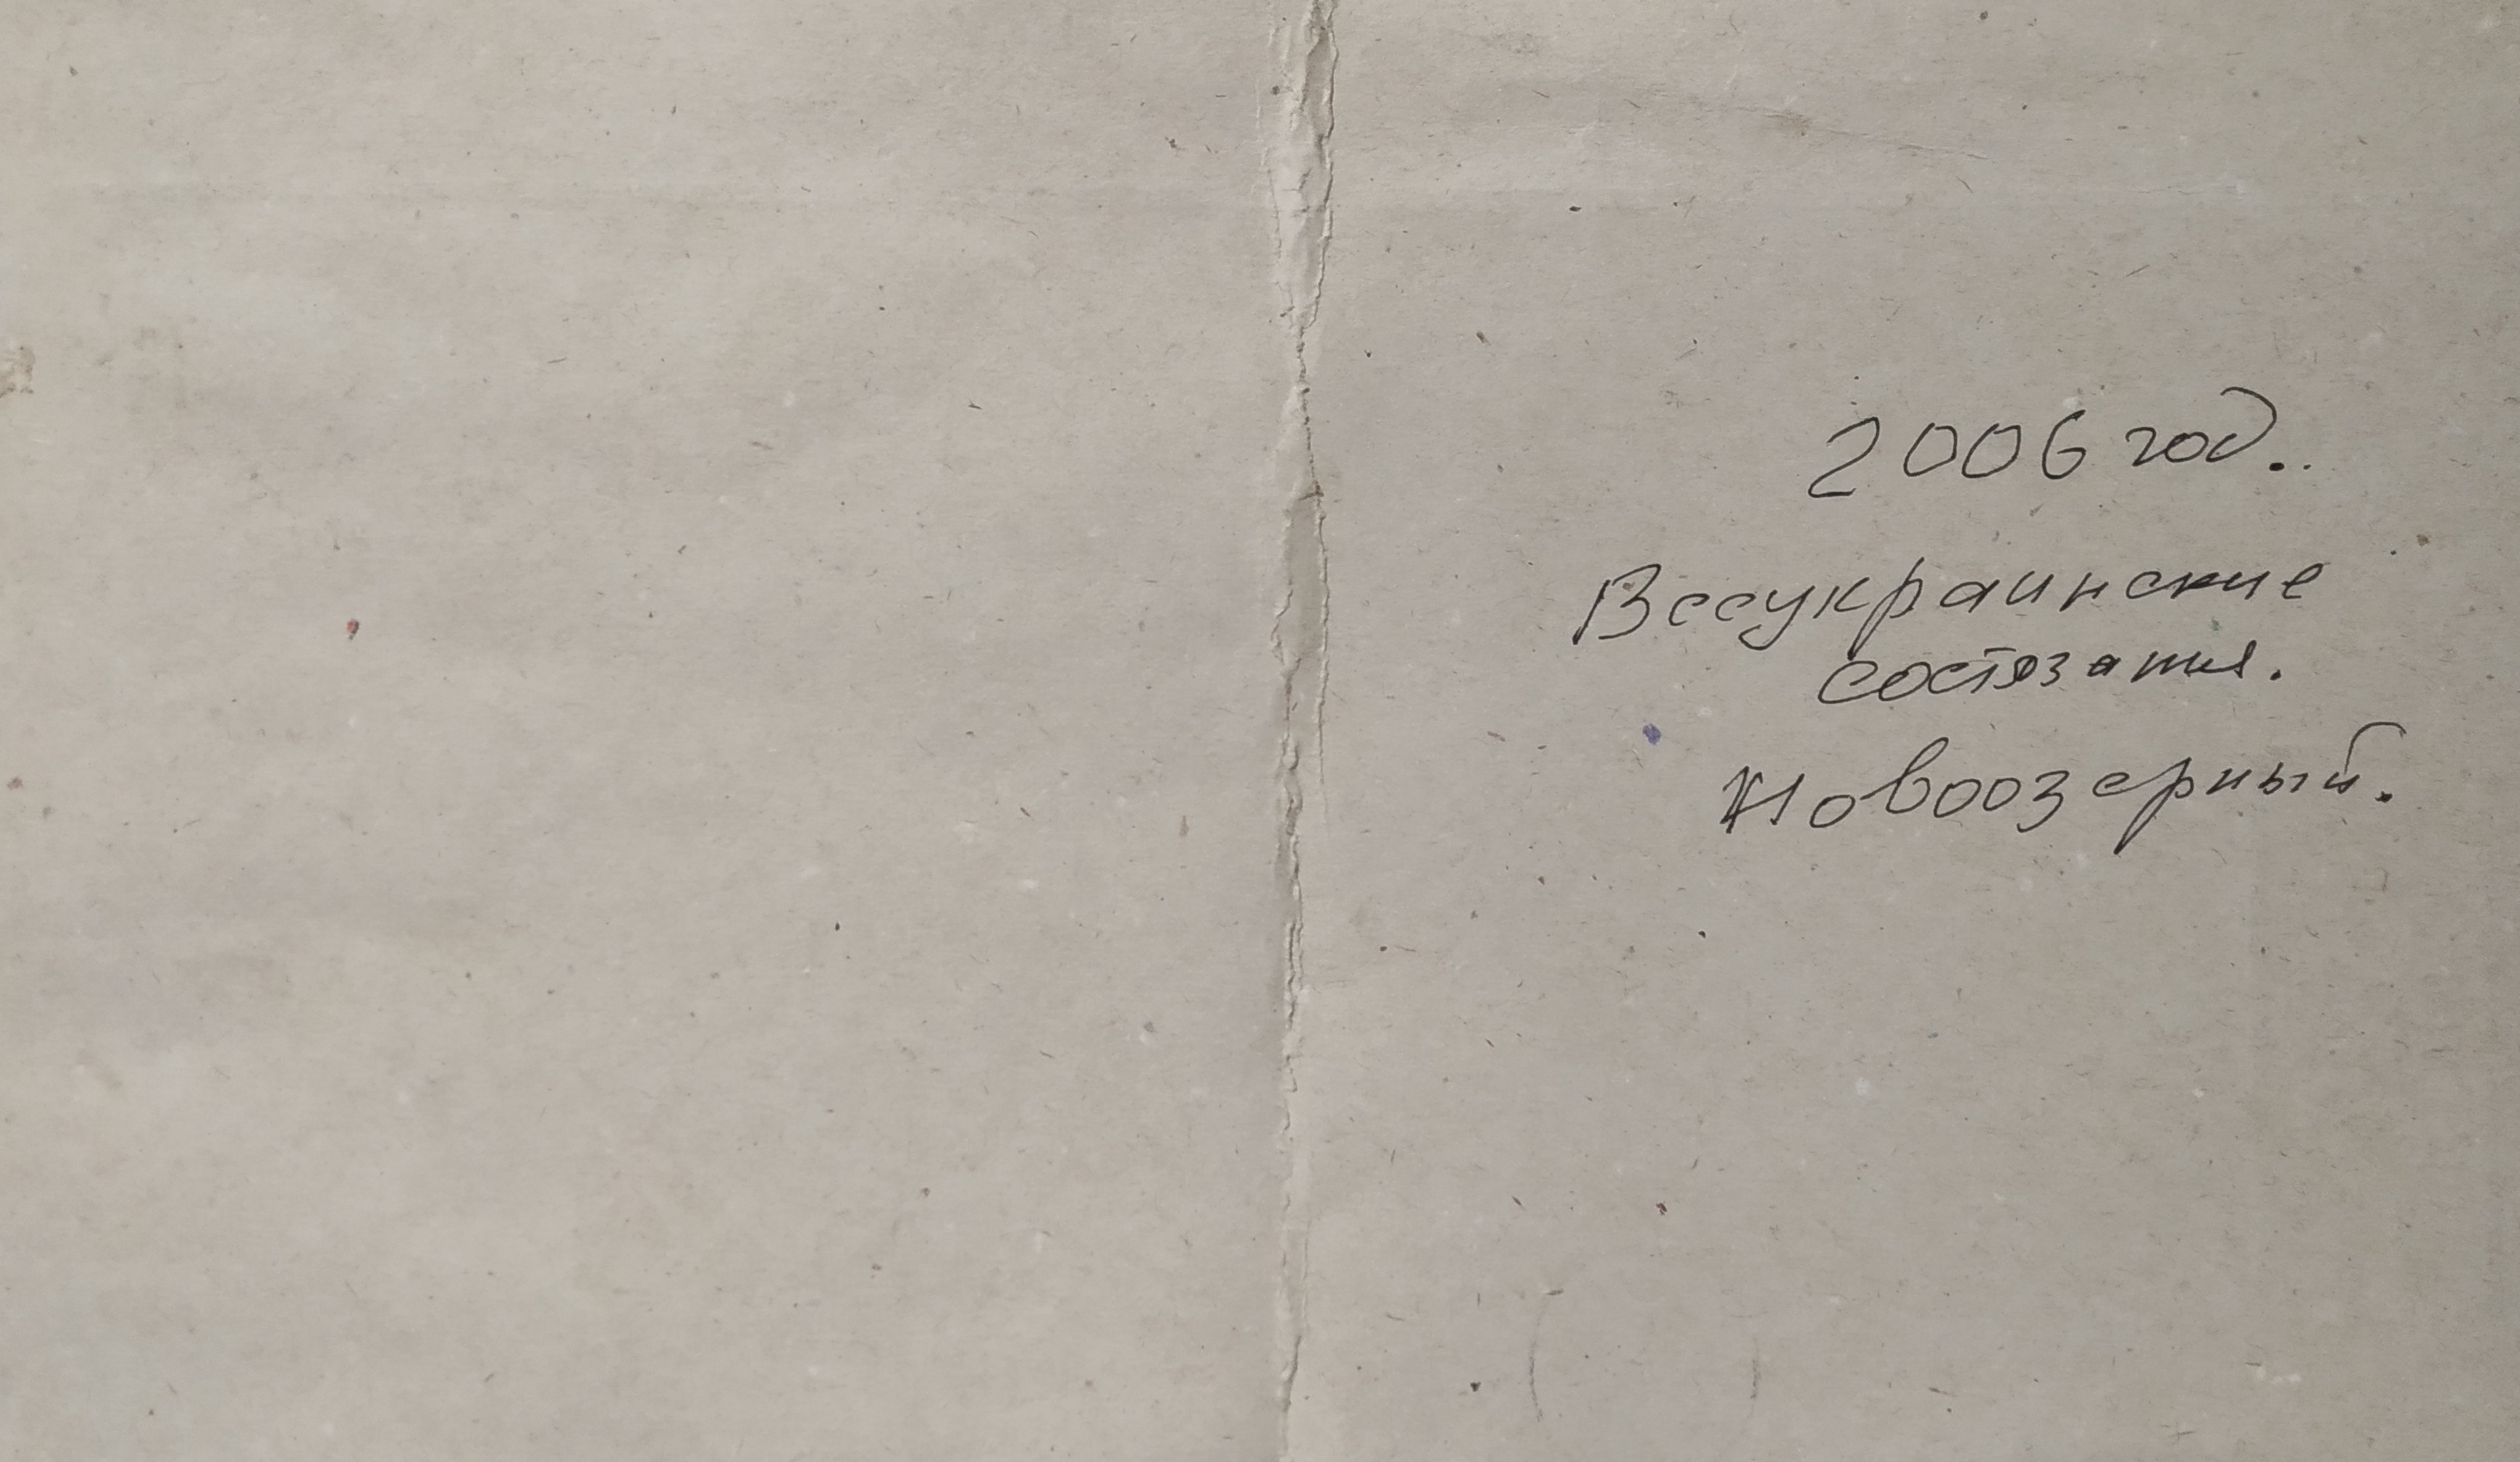 2006 год..
Всеукраинские
состязания.
Новоозерный.